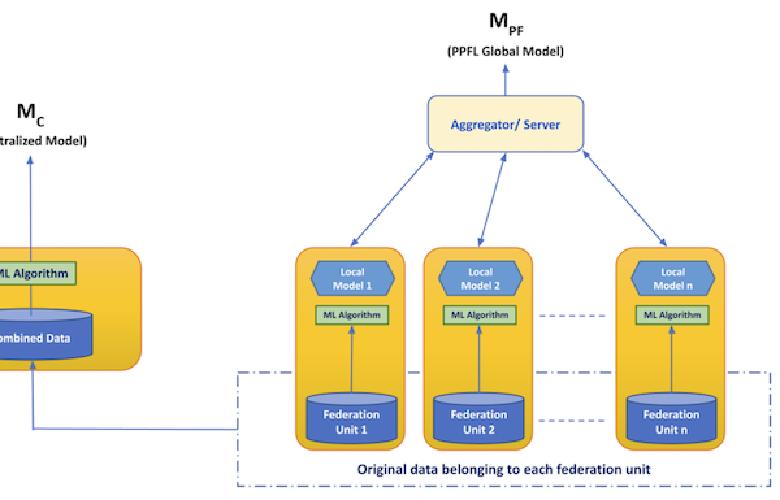 M_PF
(PPFL Global Model)
Aggregator/ Server
M_C
tralized Model)
ML Algorithm
ombined Data
Local
Model 1
ML Algorithm
Federation
Unit 1
Local
Model 2
ML Algorithm
Federation
Unit 2
Local
Model n
ML Algorithm
Federation
Unit n
Original data belonging to each federation unit